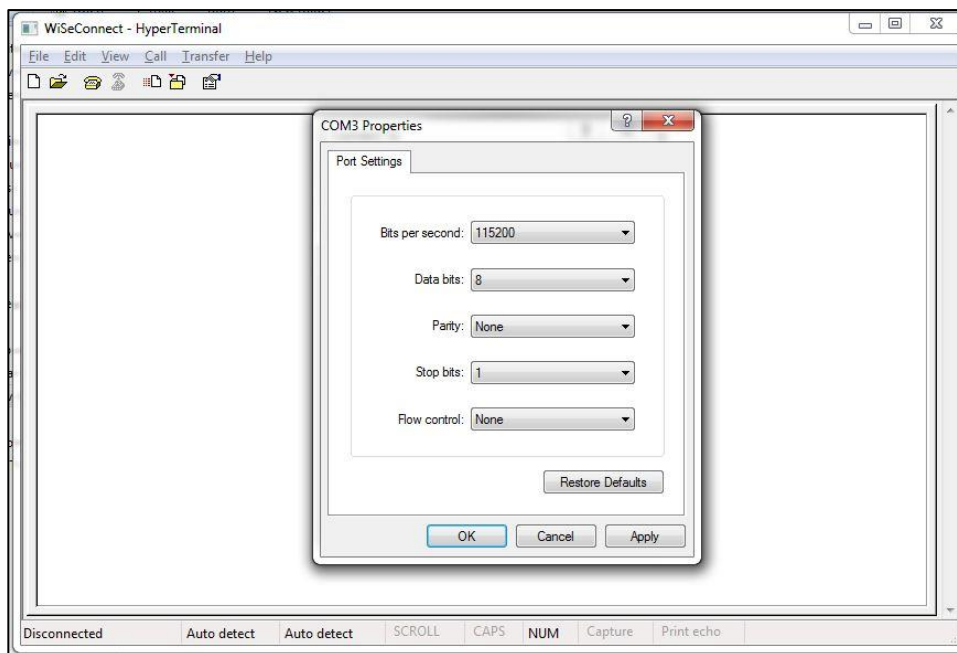 WiSeConnect - HyperTerminal
File Edit View Call Transfer Help
COM3 Properties
Port Settings
Bits per second: 115200
Data bits: 8
Parity: None
Stop bits: 1
Flow control: None
Restore Defaults
OK Cancel Apply
Disconnected Auto detect Auto detect SCROLL CAPS NUM Capture Print echo